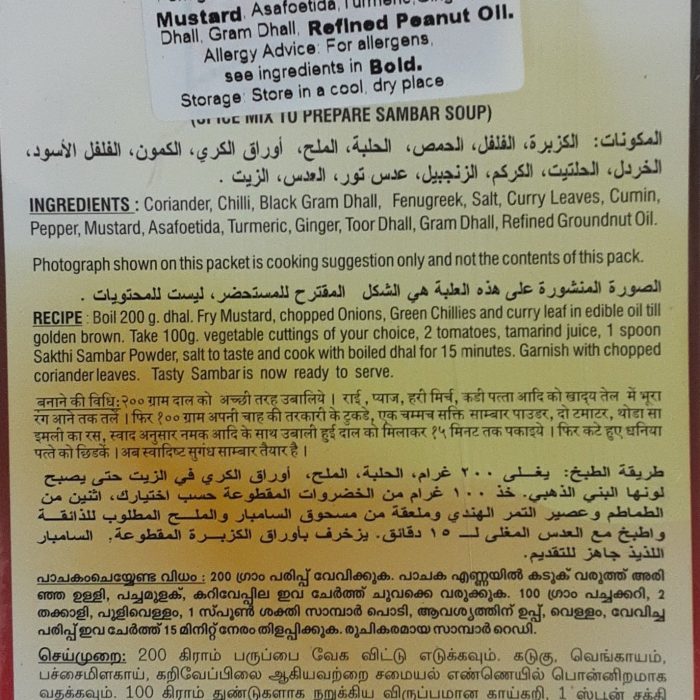 Mustard, Asafoetida, Turmeric,
Dhall, Gram Dhall, Refined Peanut Oil.
Allergy Advice: For allergens,
see ingredients in Bold.
Storage: Store in a cool, dry place
(SPICE MIX TO PREPARE SAMBAR SOUP)
المكونات: الكزبرة، الفلفل، الحمص، الحلبة، الملح، أوراق الكري، الكمون، الفلفل الأسود،
الخردل، الحلتيت، الكركم، الزنجبيل، عدس تور، العدس، الزيت .
INGREDIENTS : Coriander, Chilli, Black Gram Dhall, Fenugreek, Salt, Curry Leaves, Cumin,
Pepper, Mustard, Asafoetida, Turmeric, Ginger, Toor Dhall, Gram Dhall, Refined Groundnut Oil.
Photograph shown on this packet is cooking suggestion only and not the contents of this pack.
الصورة المنشورة على هذه العلبة هي الشكل المقترح للمستحضر، ليست للمحتويات .
RECIPE : Boil 200 g. dhal. Fry Mustard, chopped Onions, Green Chillies and curry leaf in edible oil till
golden brown. Take 100g. vegetable cuttings of your choice, 2 tomatoes, tamarind juice, 1 spoon
Sakthi Sambar Powder, salt to taste and cook with boiled dhal for 15 minutes. Garnish with chopped
coriander leaves. Tasty Sambar is now ready to serve.
बनाने की विधि: २०० ग्राम दाल को अच्छी तरह उबालिये । राई , प्याज, हरी मिर्च, कडी पत्ता आदि को खाद्य तेल में भूरा
रंग आने तक तलें । फिर १०० ग्राम अपनी चाह की तरकारी के टुकडे, एक चम्मच सक्ति साम्बार पाउडर, दो टमाटर, थोडा सा
इमली का रस, स्वाद अनुसार नमक आदि के साथ उबाली हुई दाल को मिलाकर १५ मिनट तक पकाइये । फिर कटे हुए धनिया
पत्ते को छिडकें । अब स्वादिष्ट सुगंध साम्बार तैयार है ।
طريقة الطبخ: يغلى ٢٠٠ غرام، الحلبة، الملح، أوراق الكري في الزيت حتى يصبح
لونها البني الذهبي. خذ ١٠٠ غرام من الخضروات المقطوعة حسب اختيارك، اثنين من
الطماطم وعصير التمر الهندي وملعقة من مسحوق السامبار والملح المطلوب للذائقة
واطبخ مع العدس المغلى لـ ١٥ دقائق. يزخرف بأوراق الكزبرة المقطوعة. السامبار
اللذيذ جاهز للتقديم.
പാചകംചെയ്യേണ്ട വിധം : 200 ഗ്രാം പരിപ്പ് വേവിക്കുക. പാചക എണ്ണയിൽ കടുക് വരുത്ത് അരി
ഞ്ഞ ഉള്ളി, പച്ചമുളക്, കറിവേപ്പില ഇവ ചേർത്ത് ചുവക്കെ വരുക്കുക. 100 ഗ്രാം പച്ചക്കറി, 2
തക്കാളി, പൂളിവെള്ളം, 1 സ്പൂൺ ശക്തി സാമ്പാർ പൊടി, ആവശ്യത്തിന് ഉപ്പ്, വെള്ളം, വേവിച്ച
പരിപ്പ് ഇവ ചേർത്ത് 15 മിനിറ്റ് നേരം തിളപ്പിക്കുക. രുചികരമായ സാമ്പാർ റെഡി.
செய்முறை: 200 கிராம் பருப்பை வேக விட்டு எடுக்கவும். கடுகு, வெங்காயம்,
பச்சைமிளகாய், கறிவேப்பிலை ஆகியவற்றை சமையல் எண்ணெயில் பொன்னிறமாக
வதக்கவும். 100 கிராம் துண்டுகளாக நறுக்கிய விருப்பமான காய்கறி, 1 ஸ்பூன் சக்தி